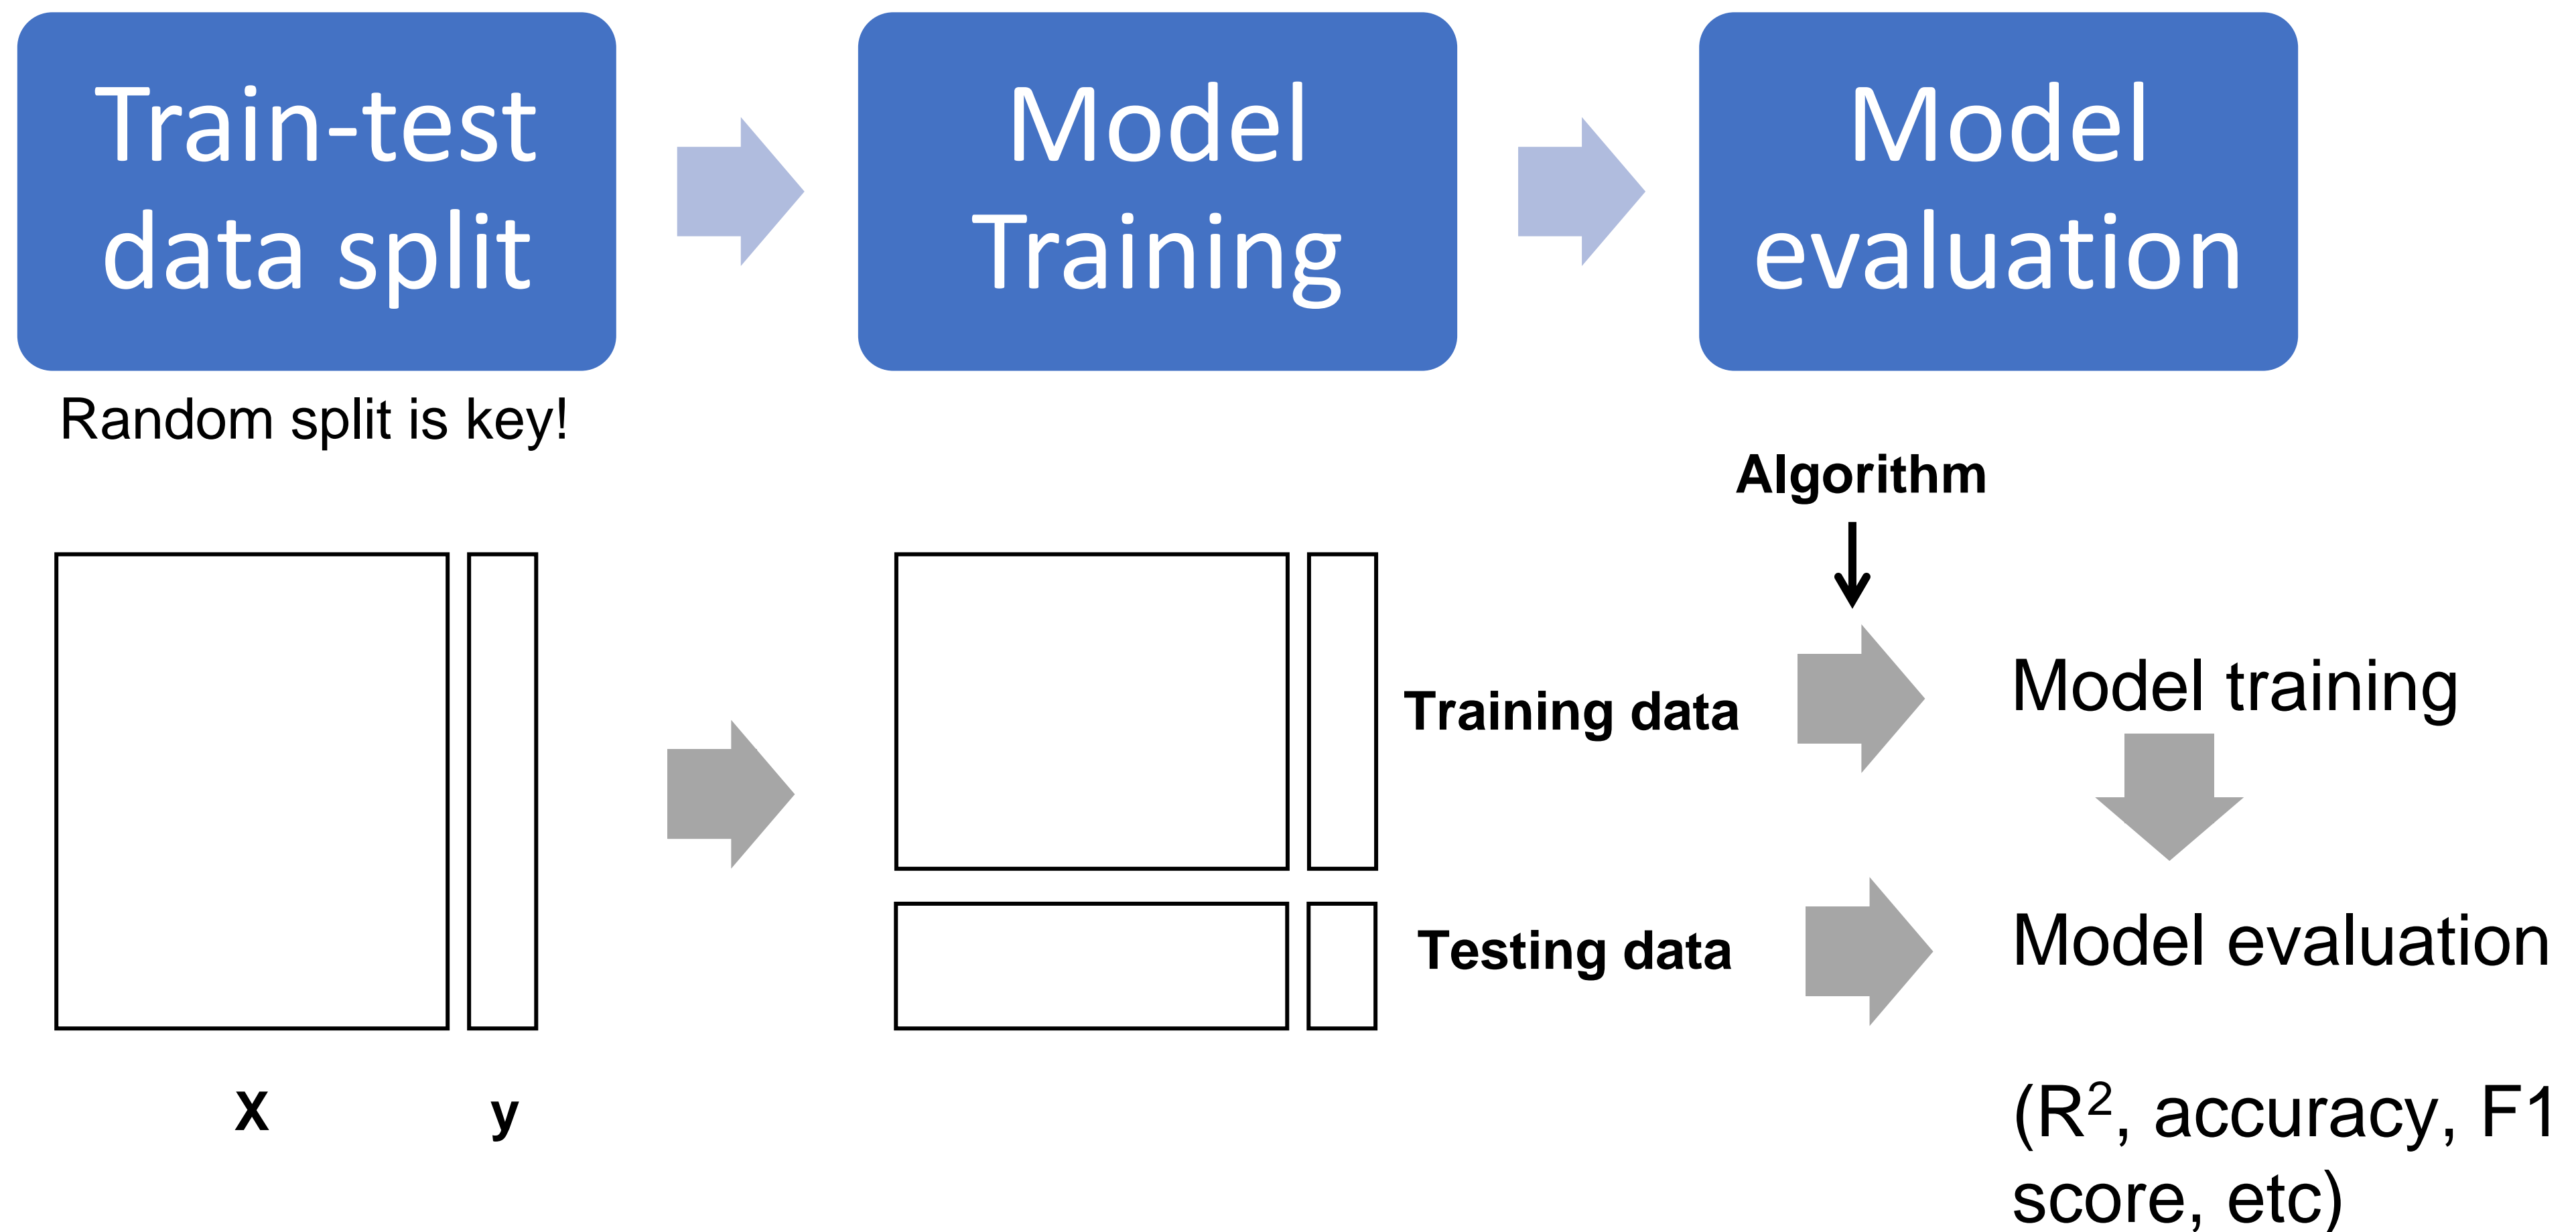 Train-test
data split
Model
Training
Model
evaluation
Random split is key!
Algorithm
Training data
Model training
Testing data
Model evaluation
X
y
(R², accuracy, F1
score, etc)